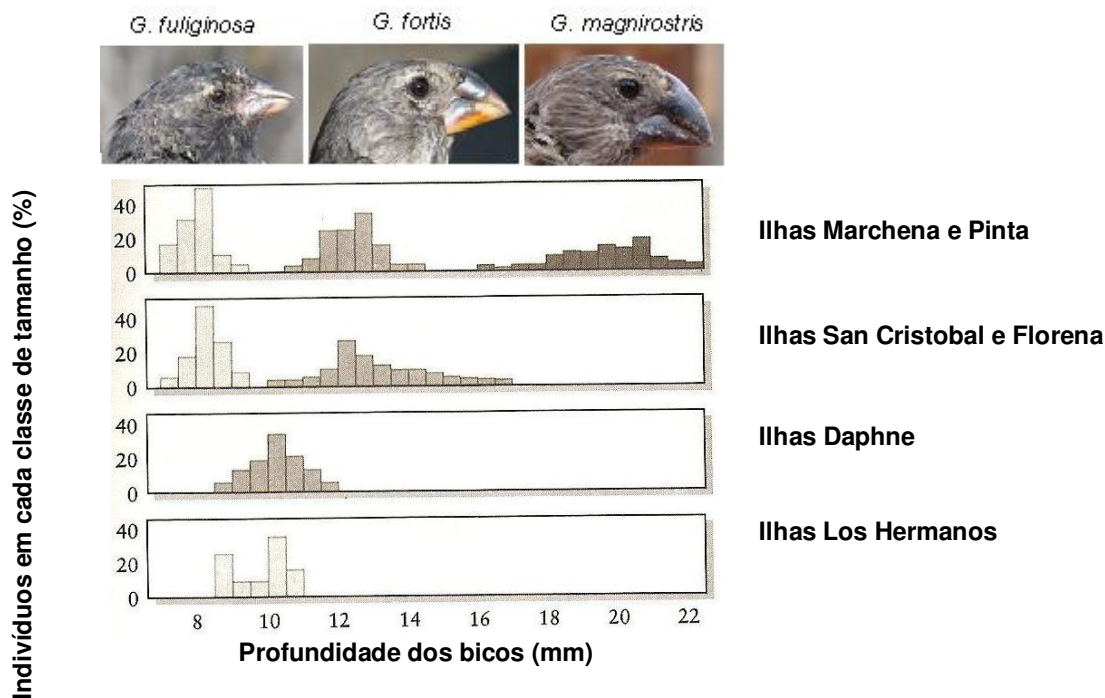 G. fuliginosa
G. fortis
G. magnirostris
Indivíduos em cada classe de tamanho (%)
40
20
0
Ilhas Marchena e Pinta
40
20
0
Ilhas San Cristobal e Florena
40
20
0
Ilhas Daphne
40
20
0
Ilhas Los Hermanos
8 10 12 14 16 18 20 22
Profundidade dos bicos (mm)